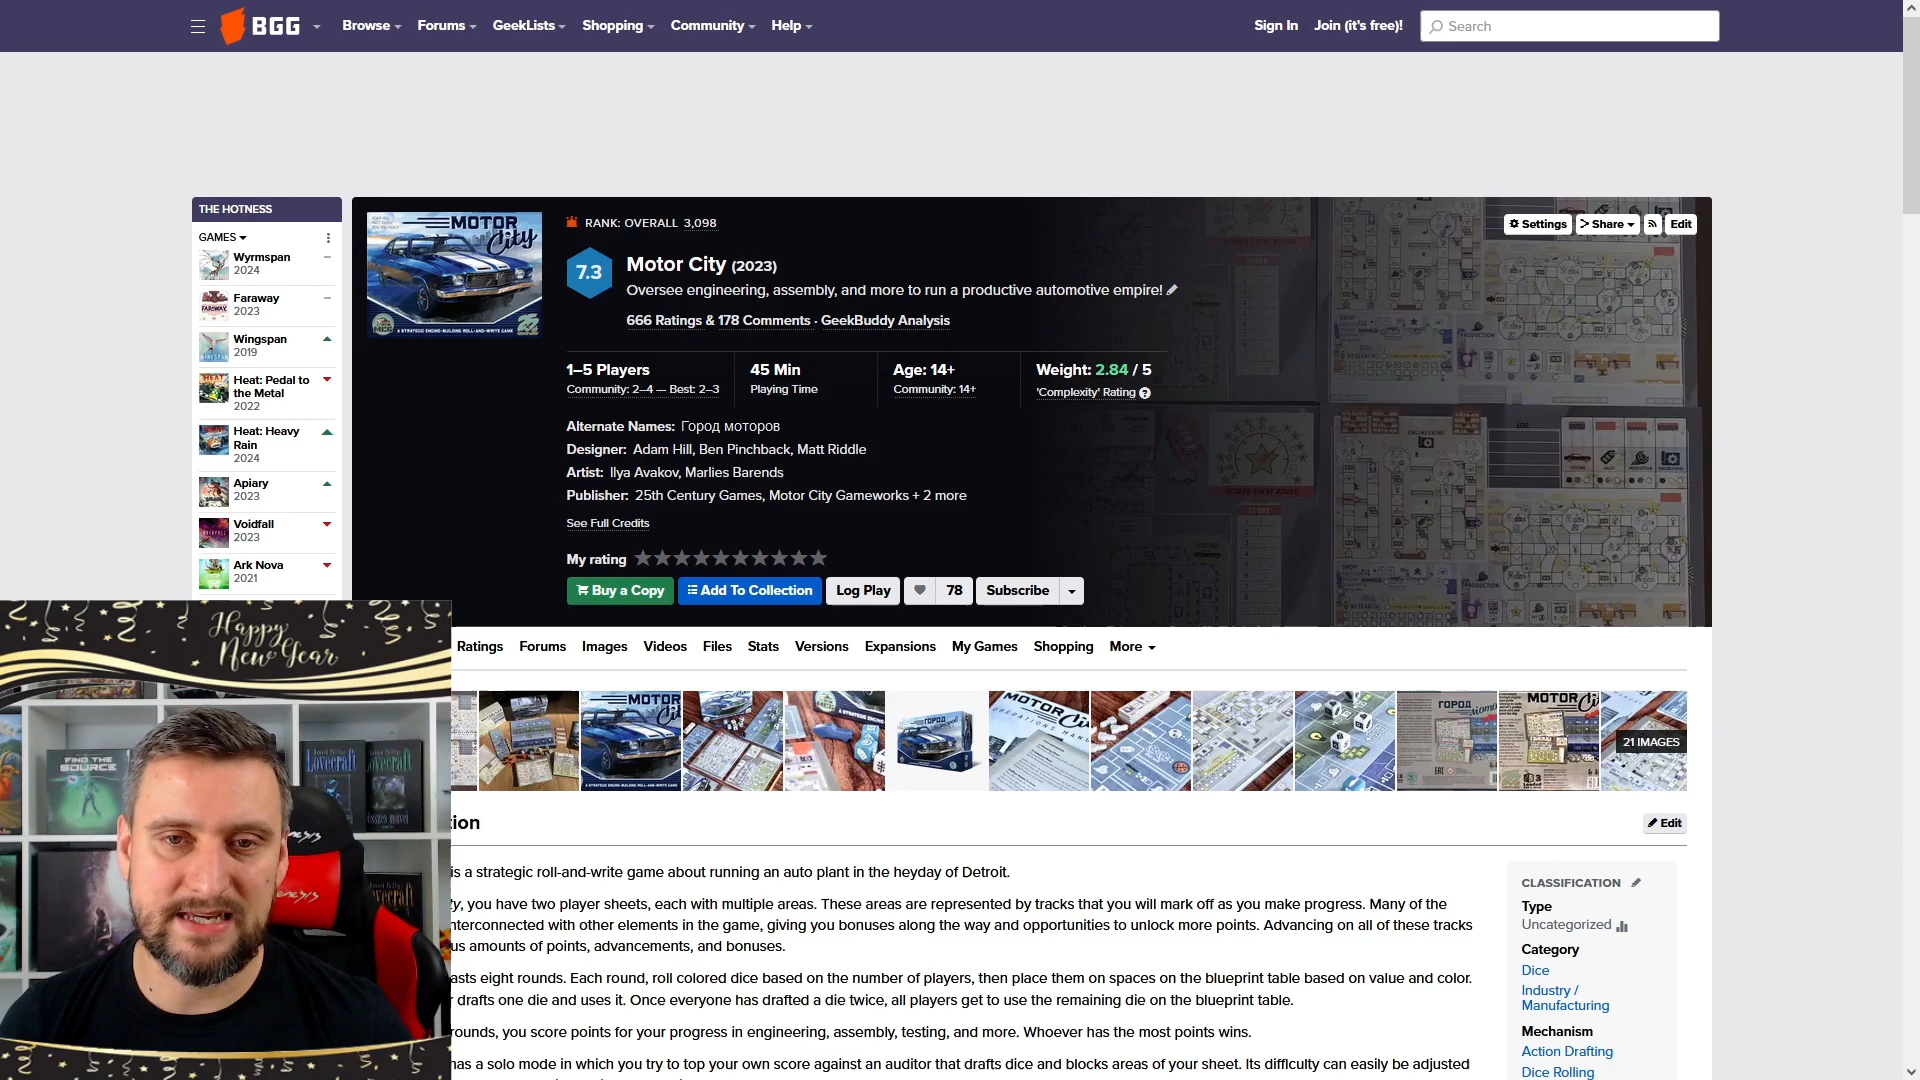 BGG
Browse
Forums
GeekLists
Shopping
Community
Help
Sign In
Join (it's free)!
Search
THE HOTNESS
GAMES
Wyrmspan
2024
Faraway
2023
Wingspan
2019
Heat: Pedal to
the Metal
2022
Heat: Heavy
Rain
2024
Apiary
2023
Voidfall
2023
Ark Nova
2021
MOTOR
City
A STRATEGIC ENGINE-BUILDING ROLL-AND-WRITE GAME
RANK: OVERALL 3,098
Settings
Share
Edit
7.3
Motor City (2023)
Oversee engineering, assembly, and more to run a productive automotive empire!
666 Ratings & 178 Comments · GeekBuddy Analysis
1–5 Players
Community: 2–4 — Best: 2–3
45 Min
Playing Time
Age: 14+
Community: 14+
Weight: 2.84 / 5
'Complexity' Rating
Alternate Names: Город моторов
Designer: Adam Hill, Ben Pinchback, Matt Riddle
Artist: Ilya Avakov, Marlies Barends
Publisher: 25th Century Games, Motor City Gameworks + 2 more
See Full Credits
My rating
Buy a Copy
Add To Collection
Log Play
78
Subscribe
Ratings
Forums
Images
Videos
Files
Stats
Versions
Expansions
My Games
Shopping
More
21 IMAGES
tion
Edit
is a strategic roll-and-write game about running an auto plant in the heyday of Detroit.
ty, you have two player sheets, each with multiple areas. These areas are represented by tracks that you will mark off as you make progress. Many of the
nterconnected with other elements in the game, giving you bonuses along the way and opportunities to unlock more points. Advancing on all of these tracks
us amounts of points, advancements, and bonuses.
asts eight rounds. Each round, roll colored dice based on the number of players, then place them on spaces on the blueprint table based on value and color.
r drafts one die and uses it. Once everyone has drafted a die twice, all players get to use the remaining die on the blueprint table.
rounds, you score points for your progress in engineering, assembly, testing, and more. Whoever has the most points wins.
has a solo mode in which you try to top your own score against an auditor that drafts dice and blocks areas of your sheet. Its difficulty can easily be adjusted
CLASSIFICATION
Type
Uncategorized
Category
Dice
Industry /
Manufacturing
Mechanism
Action Drafting
Dice Rolling
Happy
New Year
FIND THE
SOURCE
Lovecraft
Lovecraft